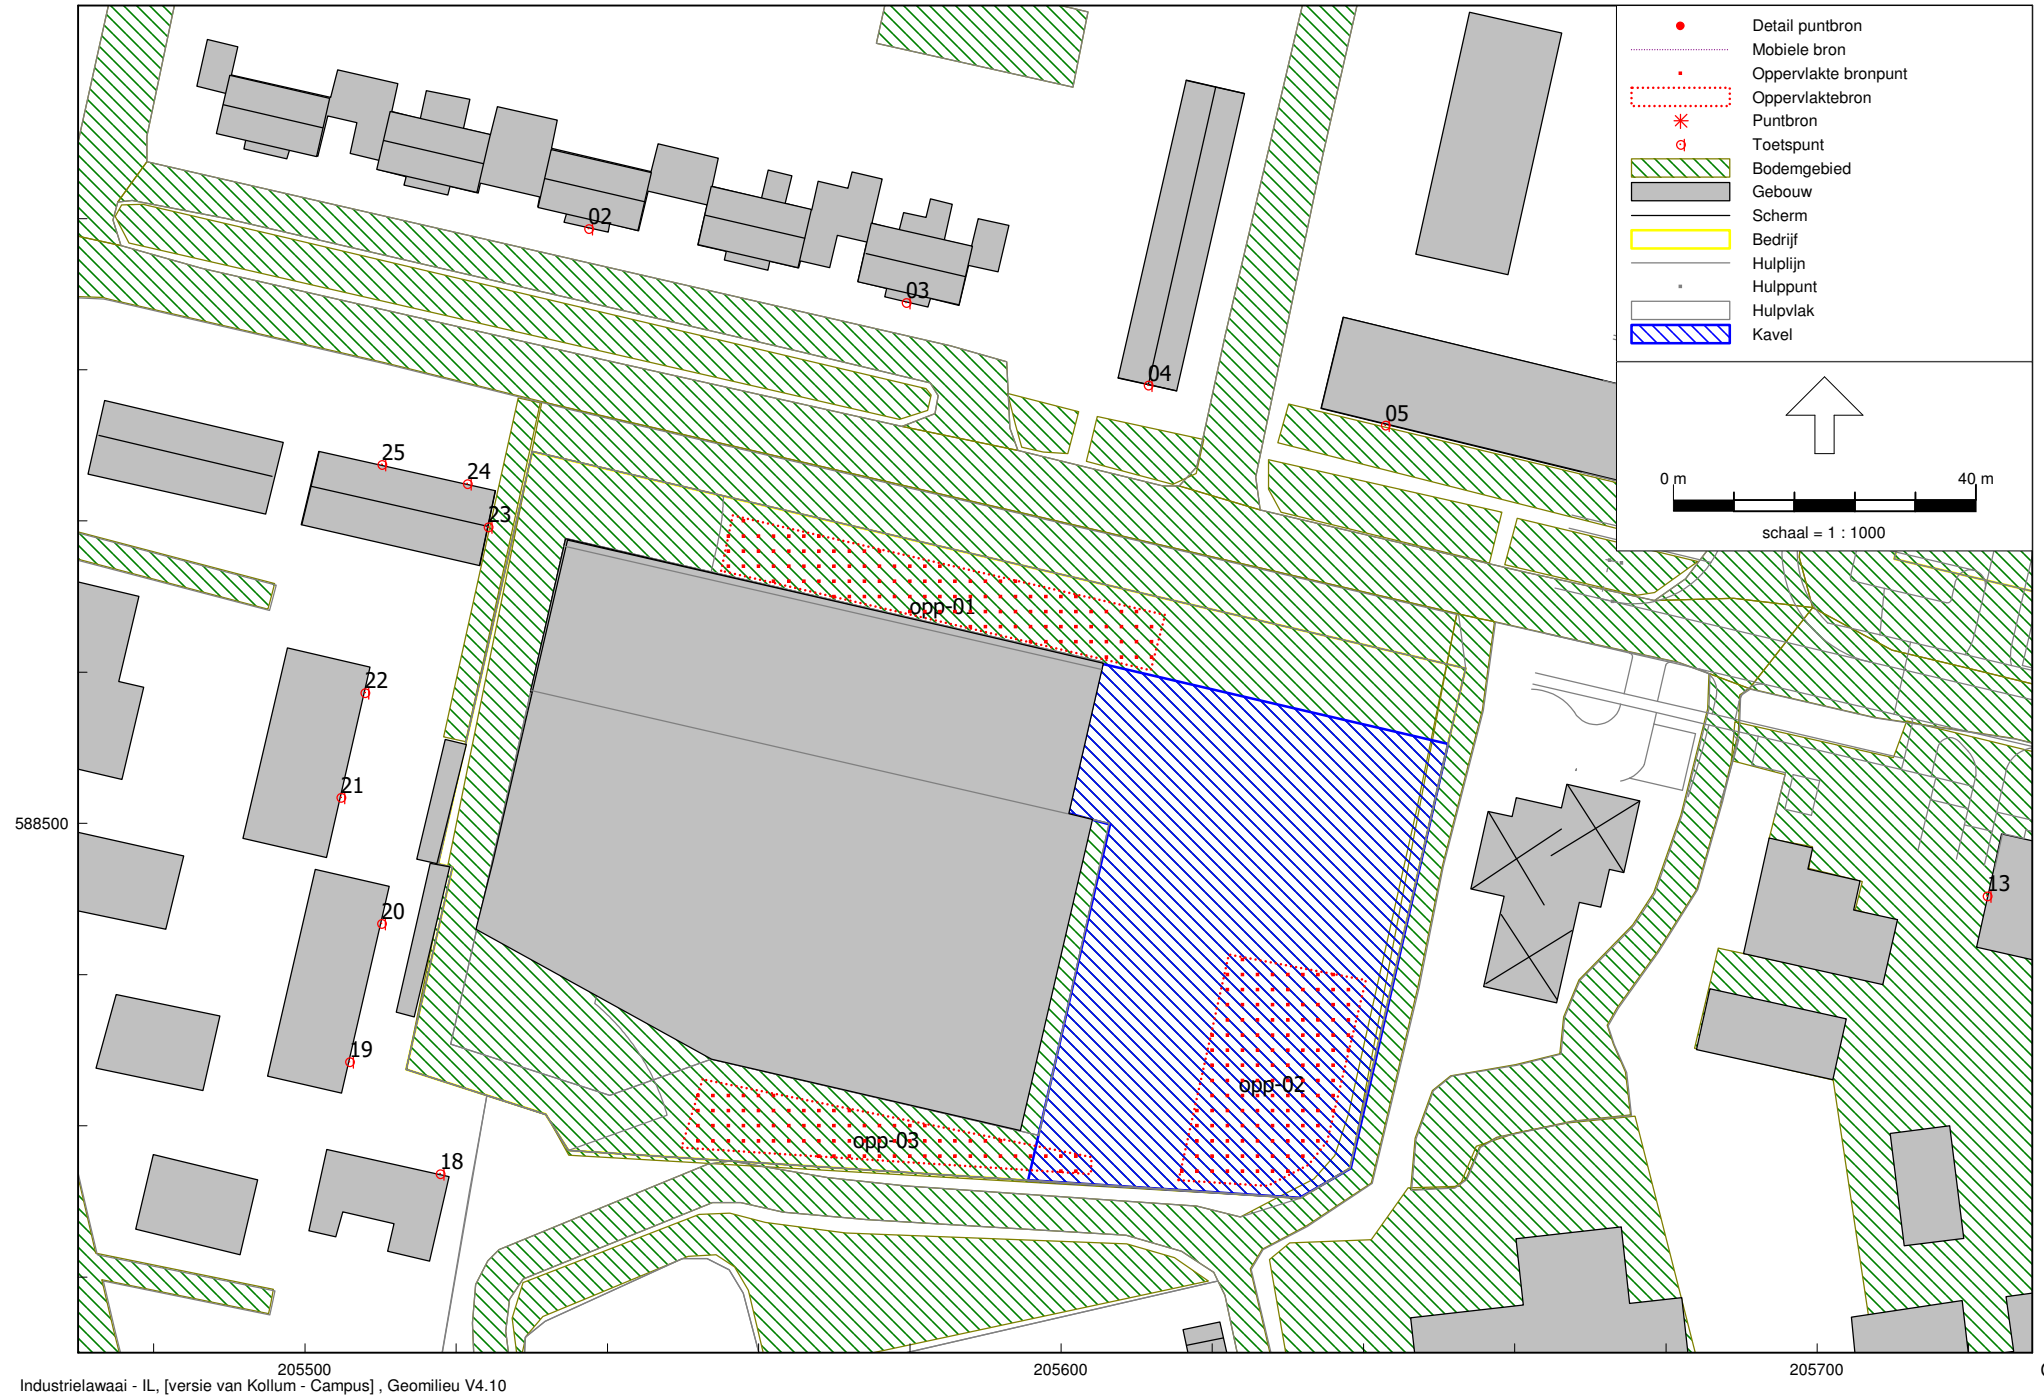 Detail puntbron
Mobiele bron
Oppervlakte bronpunt
Oppervlaktebron
Puntbron
Toetspunt
Bodemgebied
Gebouw
Scherm
Bedrijf
Hulplijn
Hulppunt
Hulpvlak
Kavel
0 m 40 m
schaal = 1 : 1000
02
03
04
05
25
24
23
opp-01
22
21
588500
13
20
19
opp-02
opp-03
18
205500 205600 205700
Industrielawaai - IL, [versie van Kollum - Campus] , Geomilieu V4.10